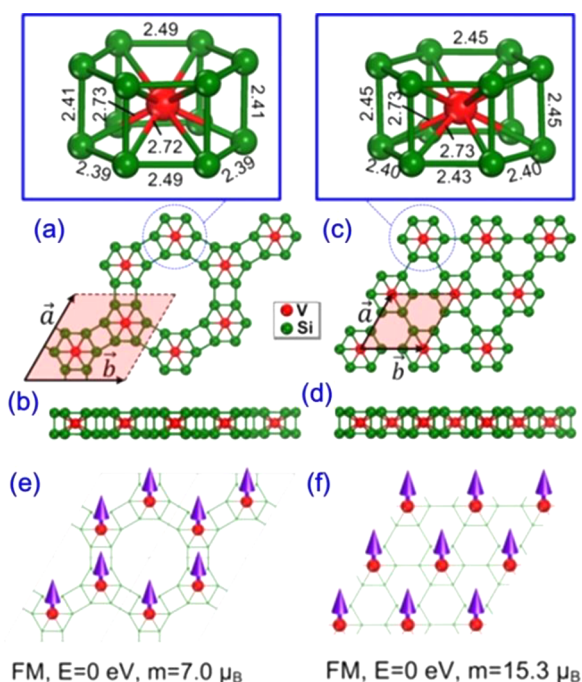 2.49
2.41
2.73
2.41
2.72
2.39
2.49
2.39
2.45
2.45
2.73
2.45
2.73
2.40
2.43
2.40
(a)
(c)
a
b
V
Si
a
b
(b)
(d)
(e)
(f)
FM, E=0 eV, m=7.0 μB
FM, E=0 eV, m=15.3 μB